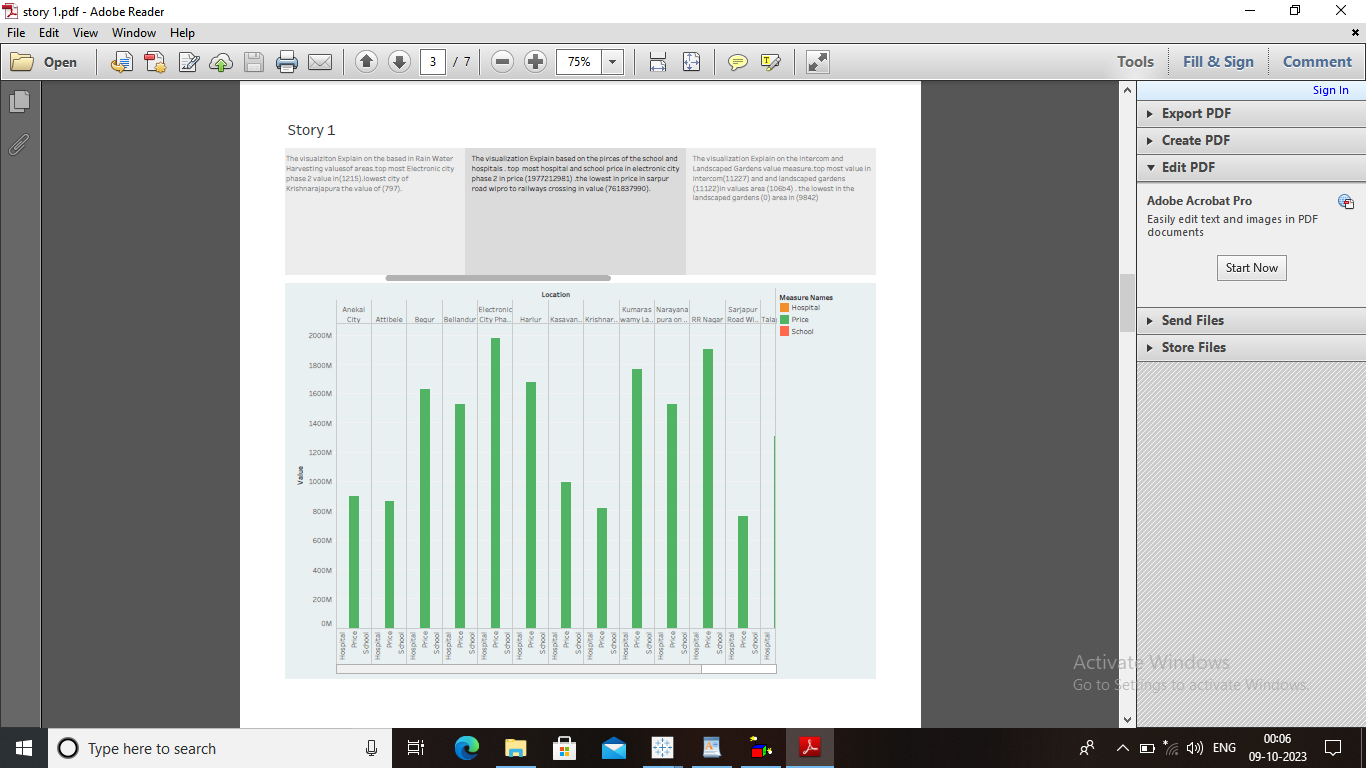 story 1.pdf - Adobe Reader
File Edit View Window Help
Open 3 / 7 75% Tools Fill & Sign Comment
Sign In
Export PDF
Create PDF
Edit PDF
Adobe Acrobat Pro
Easily edit text and images in PDF
documents
Start Now
Send Files
Store Files
Story 1
The visualziton Explain on the based in Rain Water
Harvesting valuesof areas.top most Electronic city
phase 2 value in(1215).lowest city of
Krishnarajapura the value of (797).
The visualization Explain based on the pirces of the school and
hospitals . top most hospital and school price in electronic city
phase 2 in price (1977212981) .the lowest in price in sarpur
road wipro to railways crossing in value (761837990).
The visualization Explain on the Intercom and
Landscaped Gardens value measure.top most value in
intercom(11227) and and landscaped gardens
(11122)in values area (106b4) . the lowest in the
landscaped gardens (0) area in (9842)
Location
Anekal
City
Attibele
Begur
Bellandur
Electronic
City Pha..
Harlur
Kasavan..
Krishnar..
Kumaras
wamy La..
Narayana
pura on ..
RR Nagar
Sarjapur
Road Wi..
Tala
Measure Names
Hospital
Price
School
Value
2000M
1800M
1600M
1400M
1200M
1000M
800M
600M
400M
200M
0M
Hospital Price School Hospital Price School Hospital Price School Hospital Price School Hospital Price School Hospital Price School Hospital Price School Hospital Price School Hospital Price School Hospital Price School Hospital Price School Hospital Price School Hospital
Activate Windows
Go to Settings to activate Windows.
Type here to search
ENG
00:06
09-10-2023